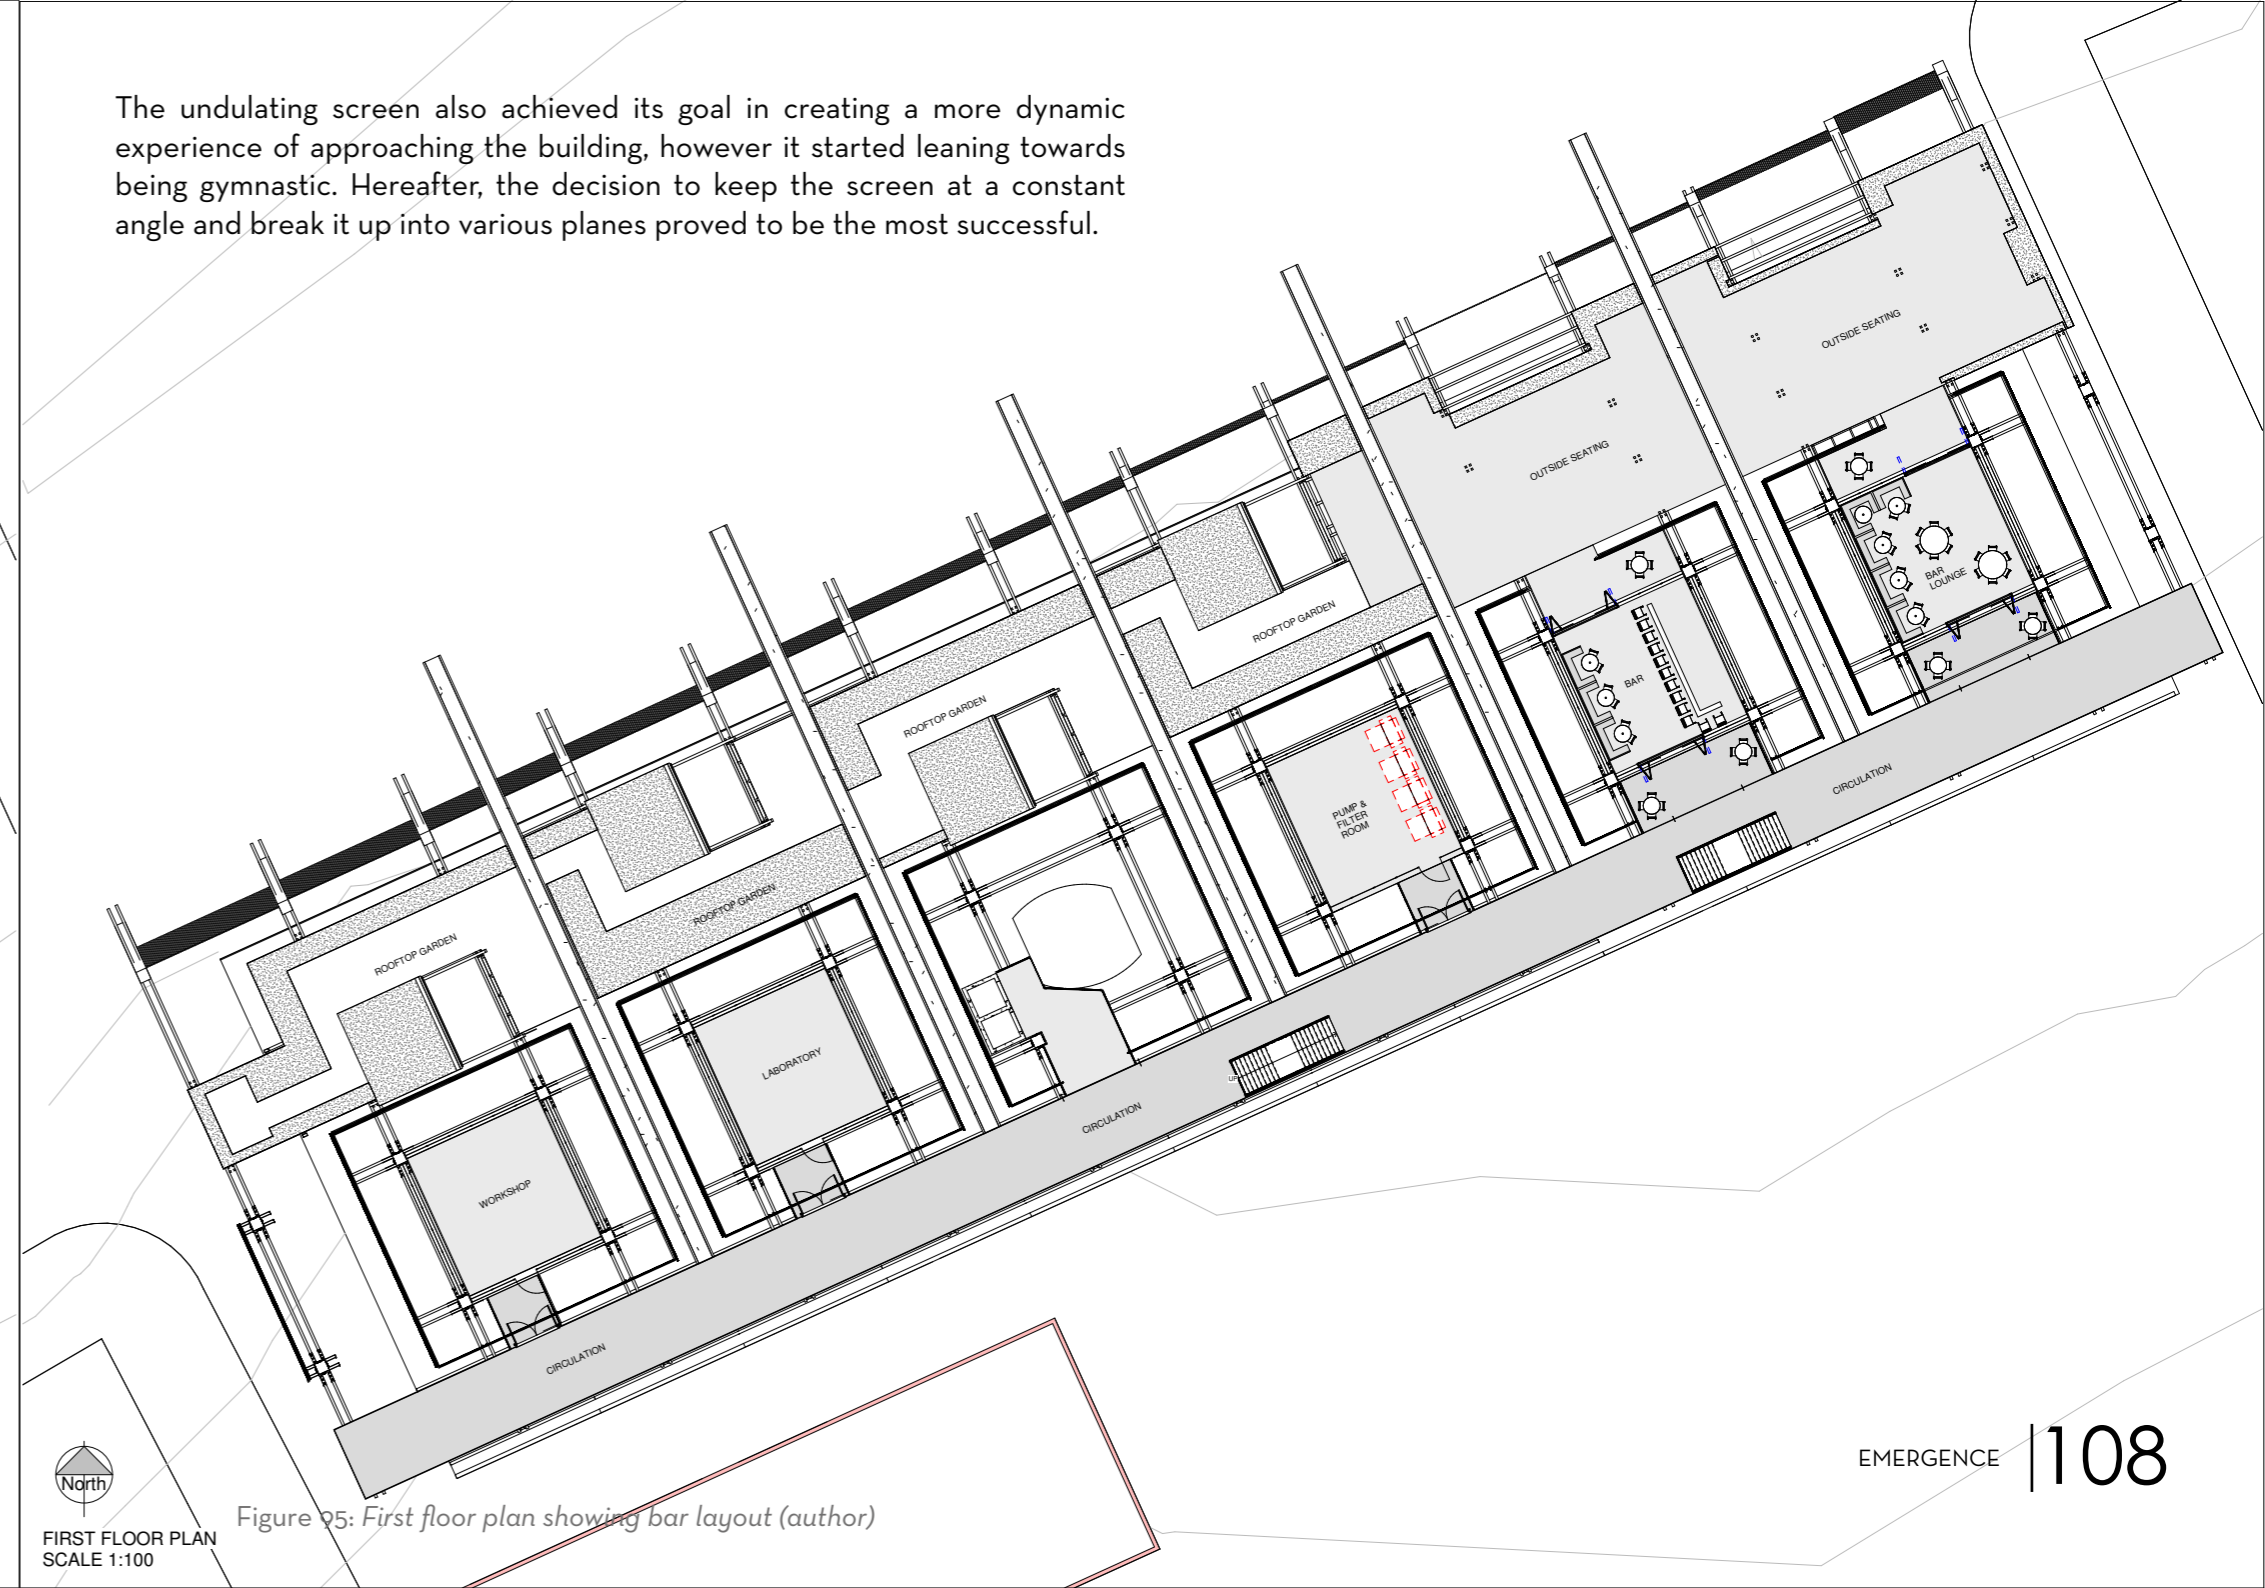 The undulating screen also achieved its goal in creating a more dynamic
experience of approaching the building, however it started leaning towards
being gymnastic. Hereafter, the decision to keep the screen at a constant
angle and break it up into various planes proved to be the most successful.
OUTSIDE SEATING
OUTSIDE SEATING
BAR
LOUNGE
ROOFTOP GARDEN
BAR
ROOFTOP GARDEN
CIRCULATION
PUMP &
FILTER
ROOM
ROOFTOP GARDEN
ROOFTOP GARDEN
LABORATORY
UP
CIRCULATION
WORKSHOP
CIRCULATION
North
FIRST FLOOR PLAN
SCALE 1:100
Figure 95: First floor plan showing bar layout (author)
EMERGENCE |108